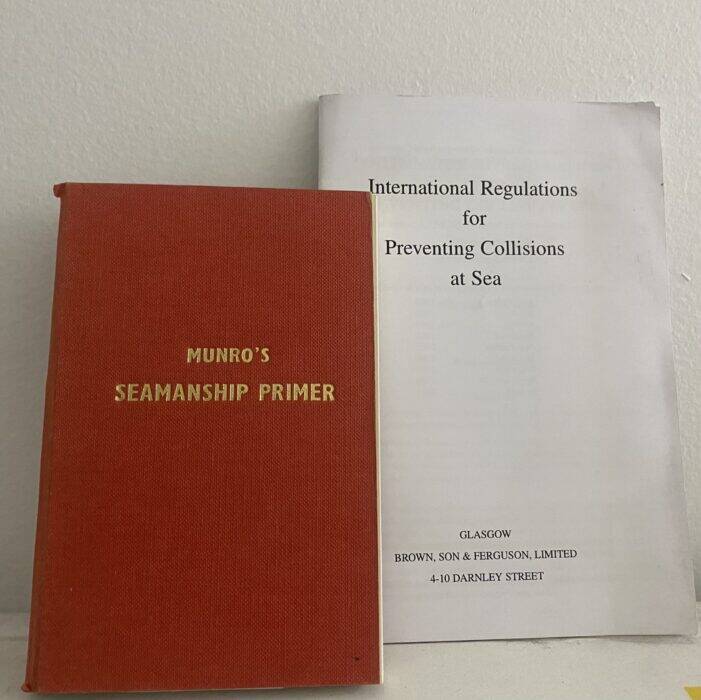 MUNRO'S
SEAMANSHIP PRIMER
International Regulations
for
Preventing Collisions
at Sea
GLASGOW
BROWN, SON & FERGUSON, LIMITED
4-10 DARNLEY STREET